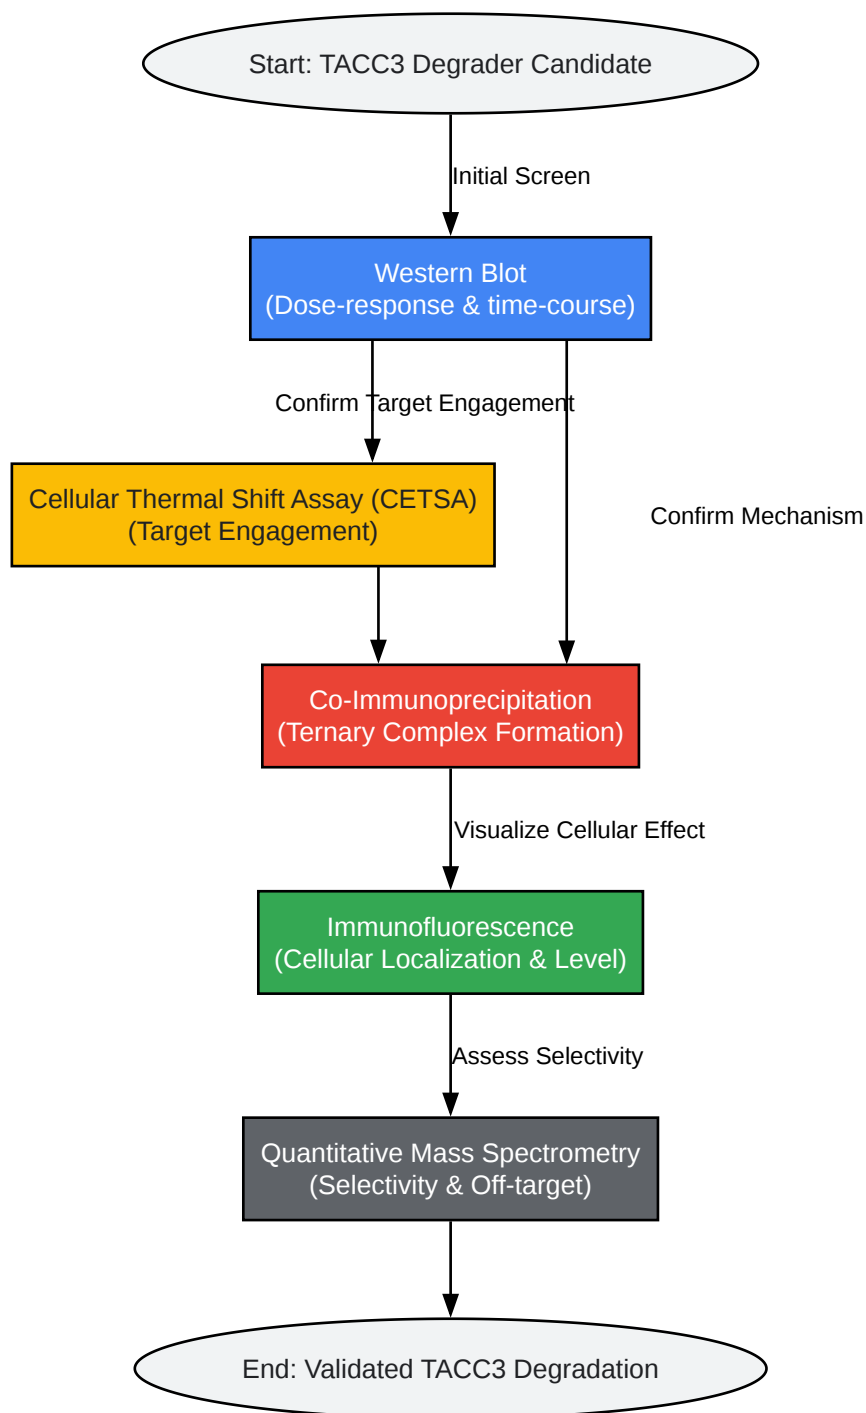 Start: TACC3 Degrader Candidate
Initial Screen
Western Blot
(Dose-response & time-course)
Confirm Target Engagement
Cellular Thermal Shift Assay (CETSA)
(Target Engagement)
Confirm Mechanism
Co-Immunoprecipitation
(Ternary Complex Formation)
Visualize Cellular Effect
Immunofluorescence
(Cellular Localization & Level)
Assess Selectivity
Quantitative Mass Spectrometry
(Selectivity & Off-target)
End: Validated TACC3 Degradation